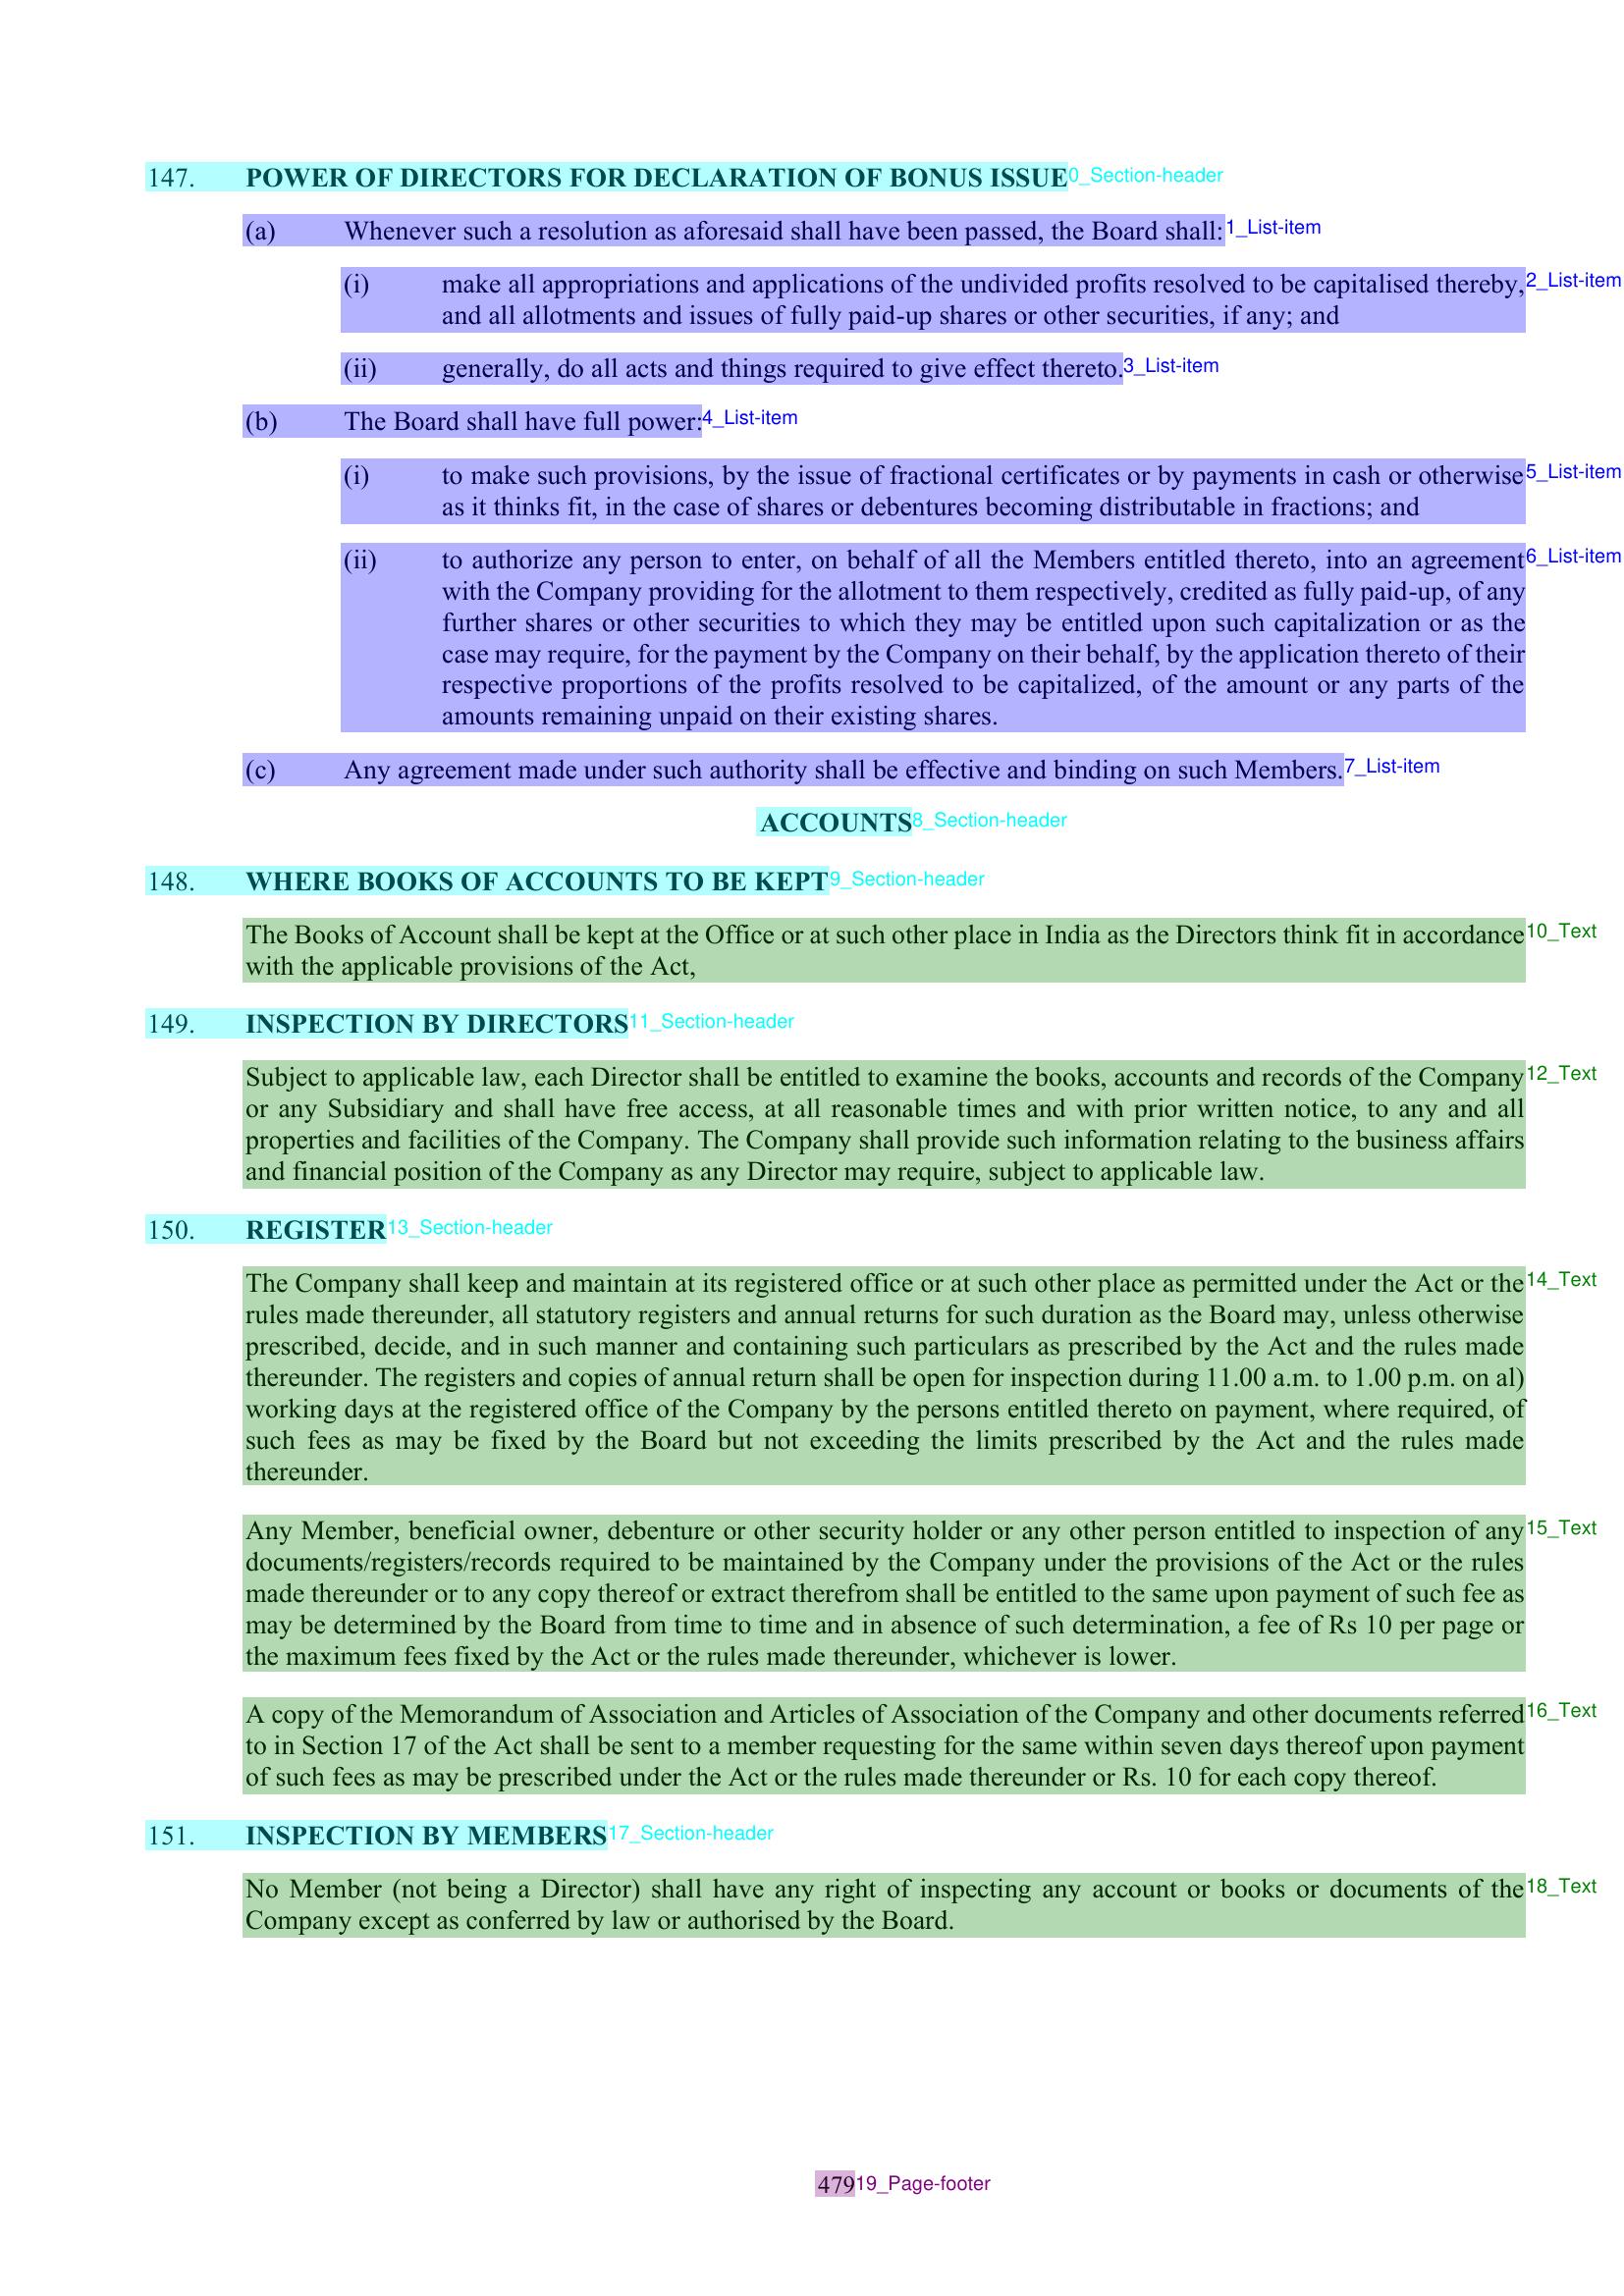 147. POWER OF DIRECTORS FOR DECLARATION OF BONUS ISSUE0_Section-header
(a) Whenever such a resolution as aforesaid shall have been passed, the Board shall:1_List-item
(i) make all appropriations and applications of the undivided profits resolved to be capitalised thereby,2_List-item
and all allotments and issues of fully paid-up shares or other securities, if any; and
(ii) generally, do all acts and things required to give effect thereto.3_List-item
(b) The Board shall have full power:4_List-item
(i) to make such provisions, by the issue of fractional certificates or by payments in cash or otherwise5_List-item
as it thinks fit, in the case of shares or debentures becoming distributable in fractions; and
(ii) to authorize any person to enter, on behalf of all the Members entitled thereto, into an agreement6_List-item
with the Company providing for the allotment to them respectively, credited as fully paid-up, of any
further shares or other securities to which they may be entitled upon such capitalization or as the
case may require, for the payment by the Company on their behalf, by the application thereto of their
respective proportions of the profits resolved to be capitalized, of the amount or any parts of the
amounts remaining unpaid on their existing shares.
(c) Any agreement made under such authority shall be effective and binding on such Members.7_List-item
ACCOUNTS8_Section-header
148. WHERE BOOKS OF ACCOUNTS TO BE KEPT9_Section-header
The Books of Account shall be kept at the Office or at such other place in India as the Directors think fit in accordance10_Text
with the applicable provisions of the Act,
149. INSPECTION BY DIRECTORS11_Section-header
Subject to applicable law, each Director shall be entitled to examine the books, accounts and records of the Company12_Text
or any Subsidiary and shall have free access, at all reasonable times and with prior written notice, to any and all
properties and facilities of the Company. The Company shall provide such information relating to the business affairs
and financial position of the Company as any Director may require, subject to applicable law.
150. REGISTER13_Section-header
The Company shall keep and maintain at its registered office or at such other place as permitted under the Act or the14_Text
rules made thereunder, all statutory registers and annual returns for such duration as the Board may, unless otherwise
prescribed, decide, and in such manner and containing such particulars as prescribed by the Act and the rules made
thereunder. The registers and copies of annual return shall be open for inspection during 11.00 a.m. to 1.00 p.m. on al)
working days at the registered office of the Company by the persons entitled thereto on payment, where required, of
such fees as may be fixed by the Board but not exceeding the limits prescribed by the Act and the rules made
thereunder.
Any Member, beneficial owner, debenture or other security holder or any other person entitled to inspection of any15_Text
documents/registers/records required to be maintained by the Company under the provisions of the Act or the rules
made thereunder or to any copy thereof or extract therefrom shall be entitled to the same upon payment of such fee as
may be determined by the Board from time to time and in absence of such determination, a fee of Rs 10 per page or
the maximum fees fixed by the Act or the rules made thereunder, whichever is lower.
A copy of the Memorandum of Association and Articles of Association of the Company and other documents referred16_Text
to in Section 17 of the Act shall be sent to a member requesting for the same within seven days thereof upon payment
of such fees as may be prescribed under the Act or the rules made thereunder or Rs. 10 for each copy thereof.
151. INSPECTION BY MEMBERS17_Section-header
No Member (not being a Director) shall have any right of inspecting any account or books or documents of the18_Text
Company except as conferred by law or authorised by the Board.
47919_Page-footer